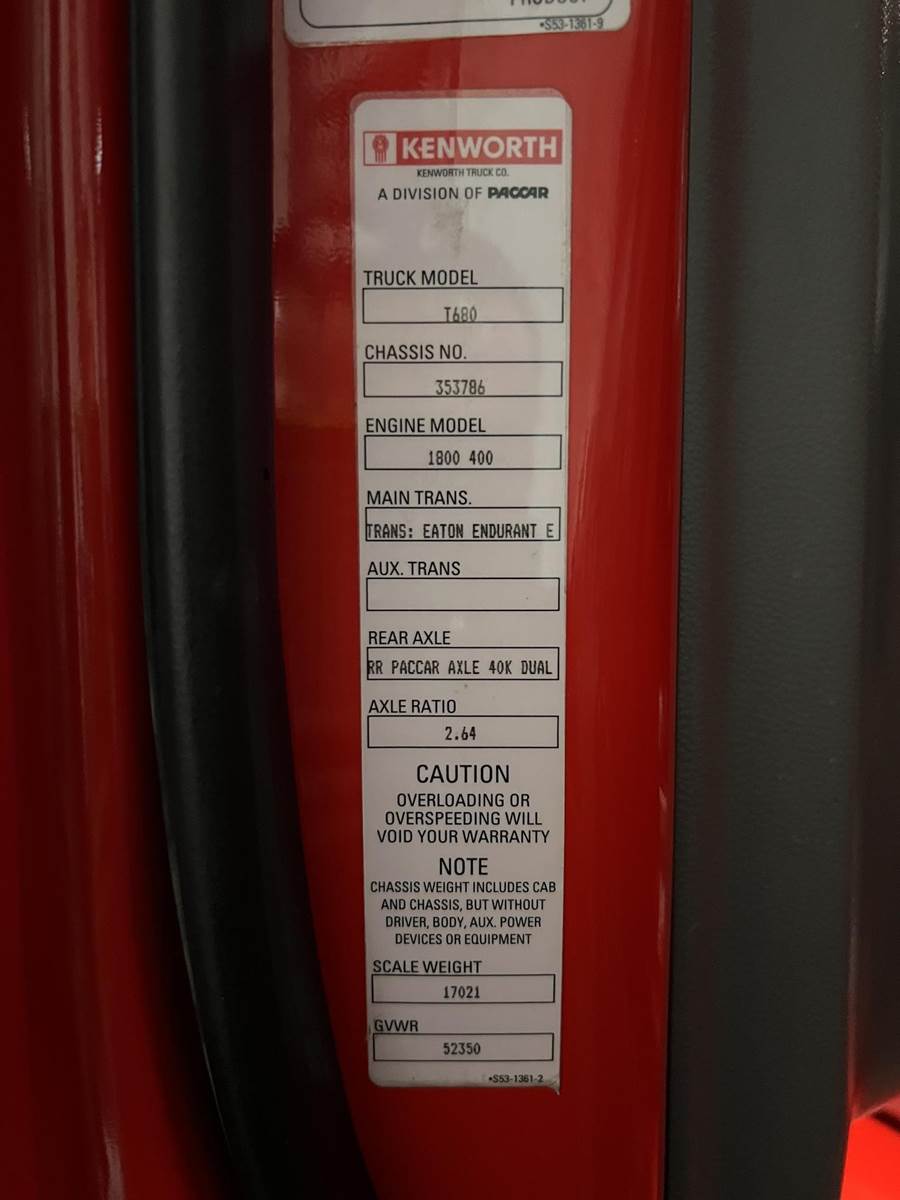 PRODUCT
•S53-1361-9
KENWORTH
KENWORTH TRUCK CO.
A DIVISION OF PACCAR
TRUCK MODEL
T680
CHASSIS NO.
353786
ENGINE MODEL
1800 400
MAIN TRANS.
TRANS: EATON ENDURANT E
AUX. TRANS
REAR AXLE
RR PACCAR AXLE 40K DUAL
AXLE RATIO
2.64
CAUTION
OVERLOADING OR
OVERSPEEDING WILL
VOID YOUR WARRANTY
NOTE
CHASSIS WEIGHT INCLUDES CAB
AND CHASSIS, BUT WITHOUT
DRIVER, BODY, AUX. POWER
DEVICES OR EQUIPMENT
SCALE WEIGHT
17021
GVWR
52350
•S53-1361-2